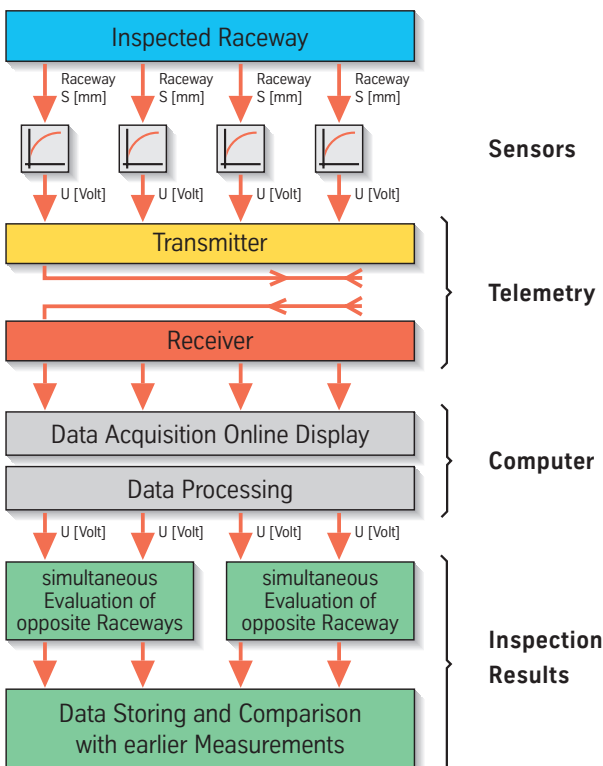 Inspected Raceway
Raceway
S [mm]
Raceway
S [mm]
Raceway
S [mm]
Raceway
S [mm]
Sensors
U [Volt]
U [Volt]
U [Volt]
U [Volt]
Transmitter
Telemetry
Receiver
Data Acquisition Online Display
Computer
Data Processing
U [Volt]
U [Volt]
U [Volt]
U [Volt]
simultaneous
Evaluation of
opposite Raceways
simultaneous
Evaluation of
opposite Raceway
Inspection
Results
Data Storing and Comparison
with earlier Measurements